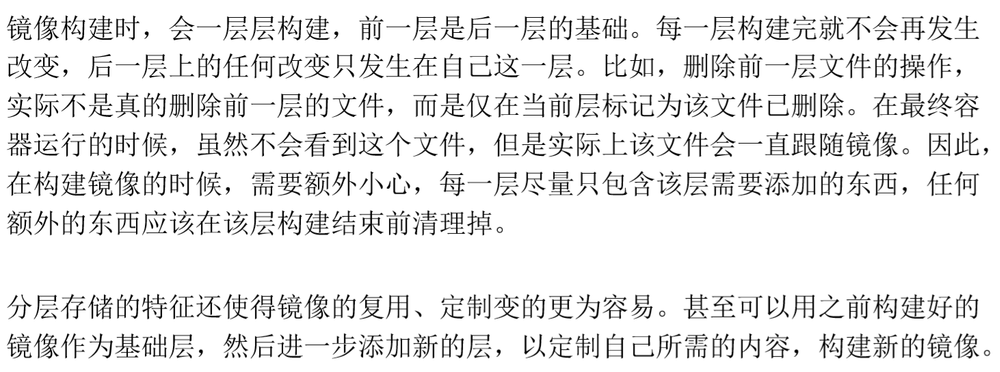 镜像构建时，会一层层构建，前一层是后一层的基础。每一层构建完就不会再发生
改变，后一层上的任何改变只发生在自己这一层。比如，删除前一层文件的操作，
实际不是真的删除前一层的文件，而是仅在当前层标记为该文件已删除。在最终容
器运行的时候，虽然不会看到这个文件，但是实际上该文件会一直跟随镜像。因此，
在构建镜像的时候，需要额外小心，每一层尽量只包含该层需要添加的东西，任何
额外的东西应该在该层构建结束前清理掉。
分层存储的特征还使得镜像的复用、定制变的更为容易。甚至可以用之前构建好的
镜像作为基础层，然后进一步添加新的层，以定制自己所需的内容，构建新的镜像。